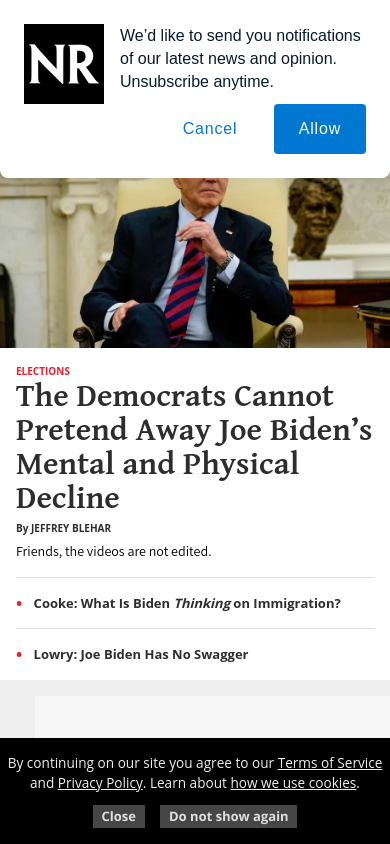 NR
We’d like to send you notifications
of our latest news and opinion.
Unsubscribe anytime.
Cancel
Allow
ELECTIONS
The Democrats Cannot
Pretend Away Joe Biden’s
Mental and Physical
Decline
By JEFFREY BLEHAR
Friends, the videos are not edited.
• Cooke: What Is Biden Thinking on Immigration?
• Lowry: Joe Biden Has No Swagger
By continuing on our site you agree to our Terms of Service
and Privacy Policy. Learn about how we use cookies.
Close
Do not show again